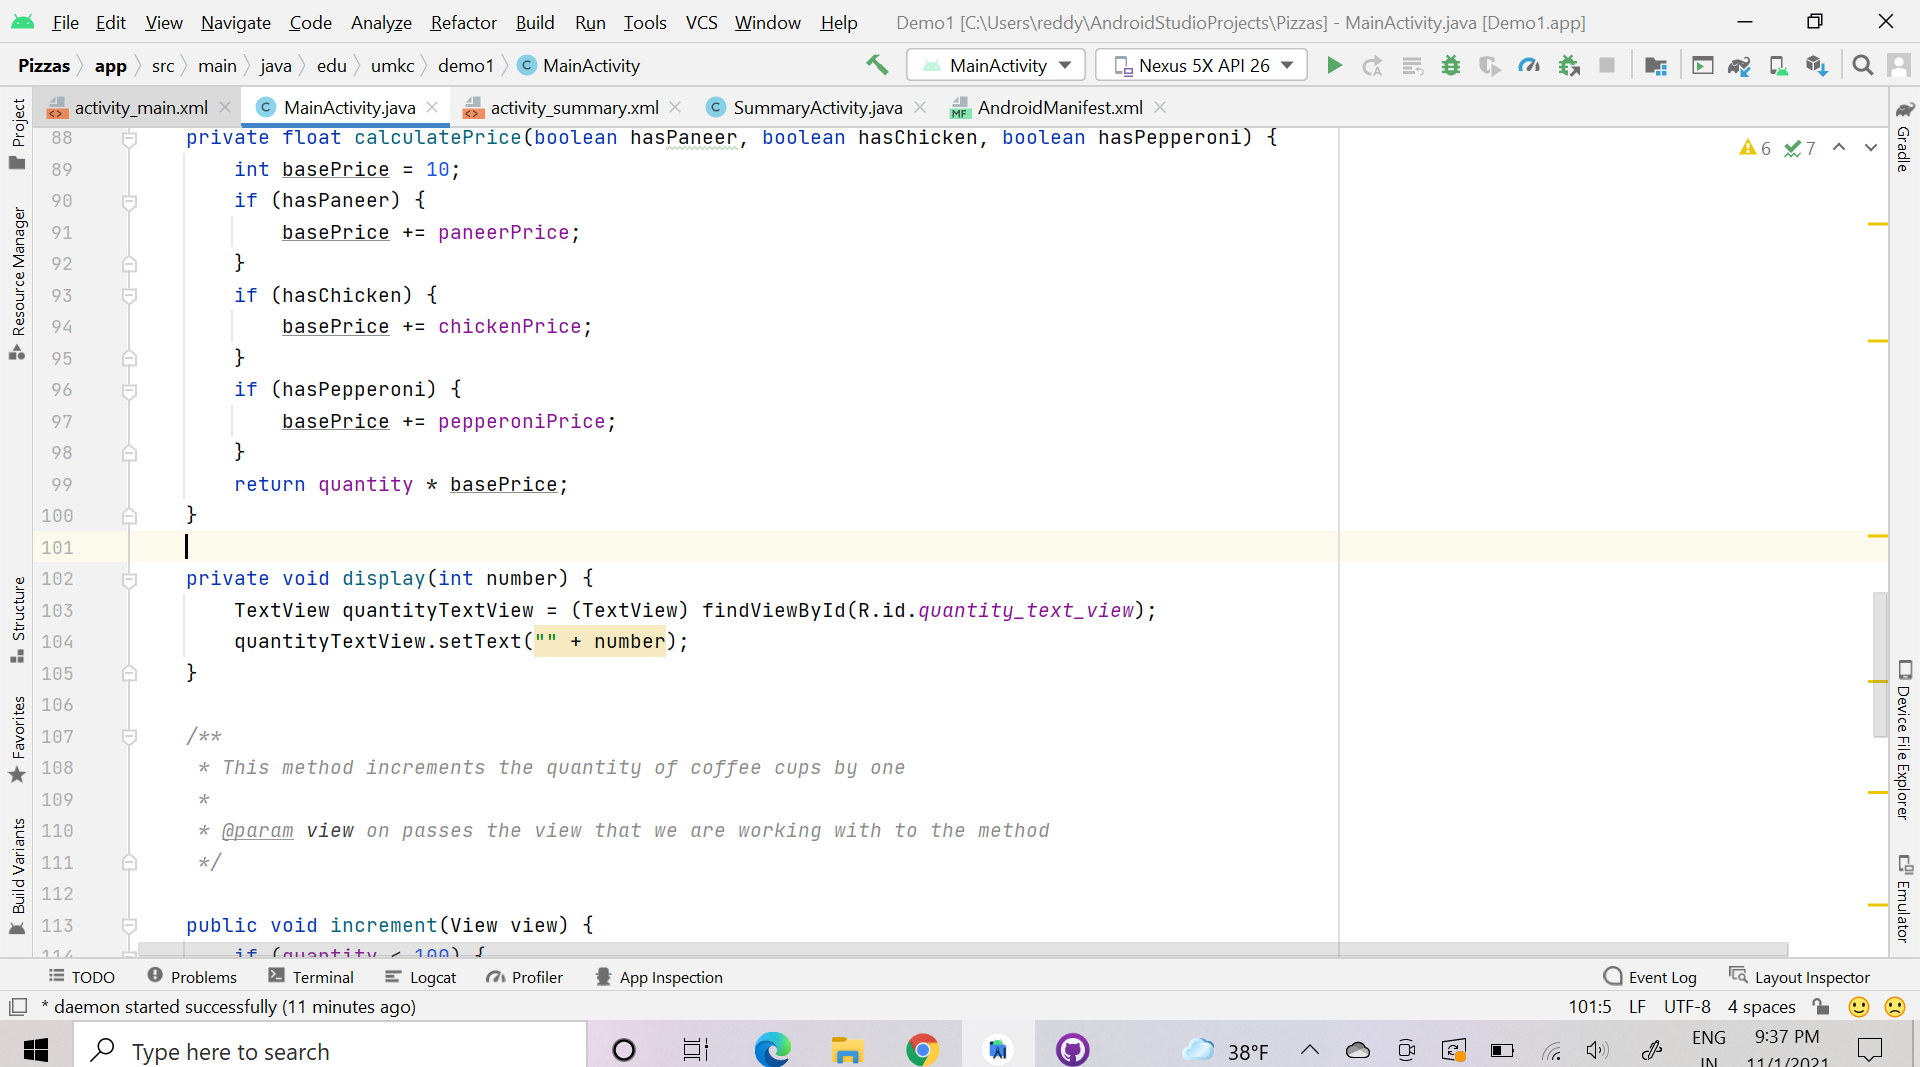 File Edit View Navigate Code Analyze Refactor Build Run Tools VCS Window Help Demo1 [C:\Users\reddy\AndroidStudioProjects\Pizzas] - MainActivity.java [Demo1.app]
Pizzas app src main java edu umkc demo1 C MainActivity MainActivity Nexus 5X API 26
activity_main.xml C MainActivity.java activity_summary.xml C SummaryActivity.java MF AndroidManifest.xml
Project
Resource Manager
Structure
Favorites
Build Variants
Gradle
Device File Explorer
Emulator
6 7
88 private float calculatePrice(boolean hasPaneer, boolean hasChicken, boolean hasPepperoni) {
89 int basePrice = 10;
90 if (hasPaneer) {
91 basePrice += paneerPrice;
92 }
93 if (hasChicken) {
94 basePrice += chickenPrice;
95 }
96 if (hasPepperoni) {
97 basePrice += pepperoniPrice;
98 }
99 return quantity * basePrice;
100 }
101
102 private void display(int number) {
103 TextView quantityTextView = (TextView) findViewById(R.id.quantity_text_view);
104 quantityTextView.setText("" + number);
105 }
106
107 /**
108 * This method increments the quantity of coffee cups by one
109 *
110 * @param view on passes the view that we are working with to the method
111 */
112
113 public void increment(View view) {
114 if (quantity < 100) {
TODO Problems Terminal Logcat Profiler App Inspection Event Log Layout Inspector
* daemon started successfully (11 minutes ago) 101:5 LF UTF-8 4 spaces
Type here to search 38°F ENG 9:37 PM
IN 11/1/2021